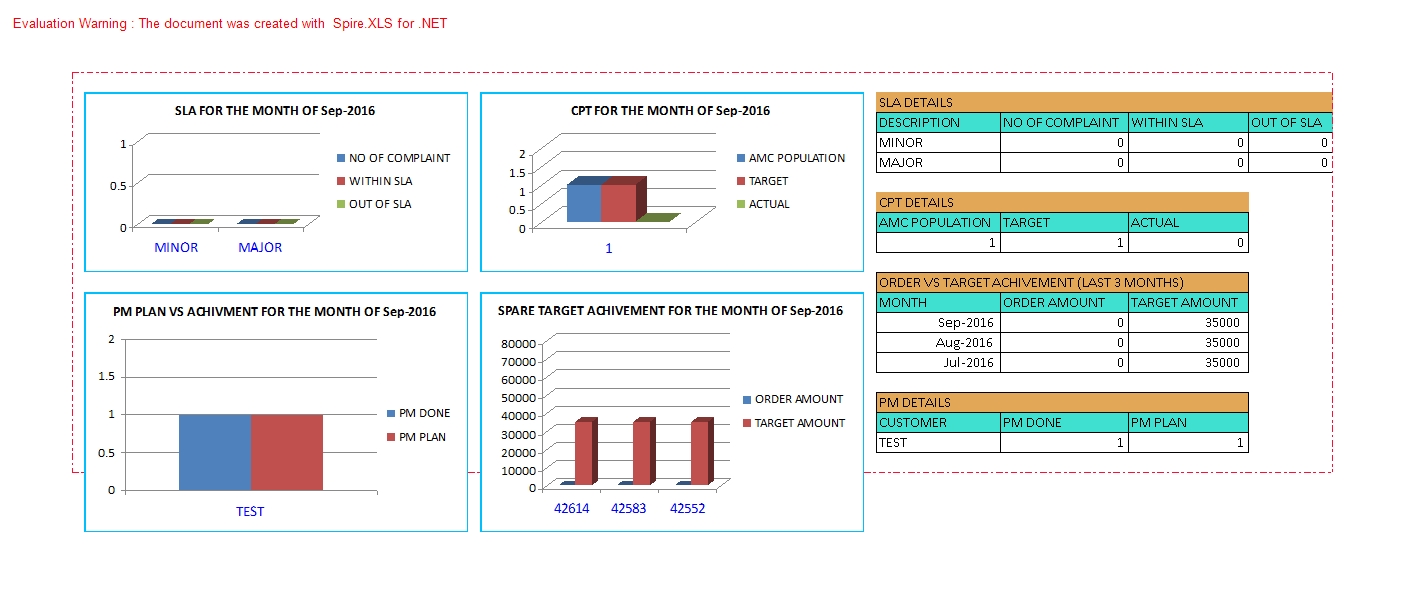 Evaluation Warning : The document was created with  Spire.XLS for .NET
SLA FOR THE MONTH OF Sep-2016
1
0.5
0
MINOR MAJOR
NO OF COMPLAINT
WITHIN SLA
OUT OF SLA
CPT FOR THE MONTH OF Sep-2016
2
1.5
1
0.5
0
1
AMC POPULATION
TARGET
ACTUAL
SLA DETAILS
DESCRIPTION NO OF COMPLAINT WITHIN SLA OUT OF SLA
MINOR 0 0 0
MAJOR 0 0 0
CPT DETAILS
AMC POPULATION TARGET ACTUAL
1 1 0
PM PLAN VS ACHIVMENT FOR THE MONTH OF Sep-2016
2
1.5
1
0.5
0
TEST
PM DONE
PM PLAN
SPARE TARGET ACHIVEMENT FOR THE MONTH OF Sep-2016
80000
70000
60000
50000
40000
30000
20000
10000
0
42614 42583 42552
ORDER AMOUNT
TARGET AMOUNT
ORDER VS TARGET ACHIVEMENT (LAST 3 MONTHS)
MONTH ORDER AMOUNT TARGET AMOUNT
Sep-2016 0 35000
Aug-2016 0 35000
Jul-2016 0 35000
PM DETAILS
CUSTOMER PM DONE PM PLAN
TEST 1 1